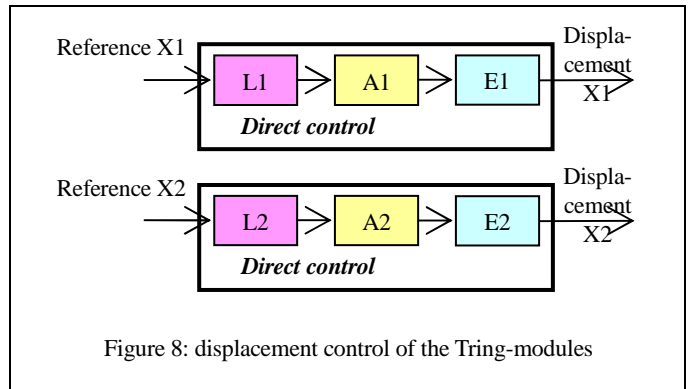 Reference X1
L1
A1
E1
Displa-
cement
X1
Direct control
Reference X2
L2
A2
E2
Displa-
cement
X2
Direct control
Figure 8: displacement control of the Tring-modules